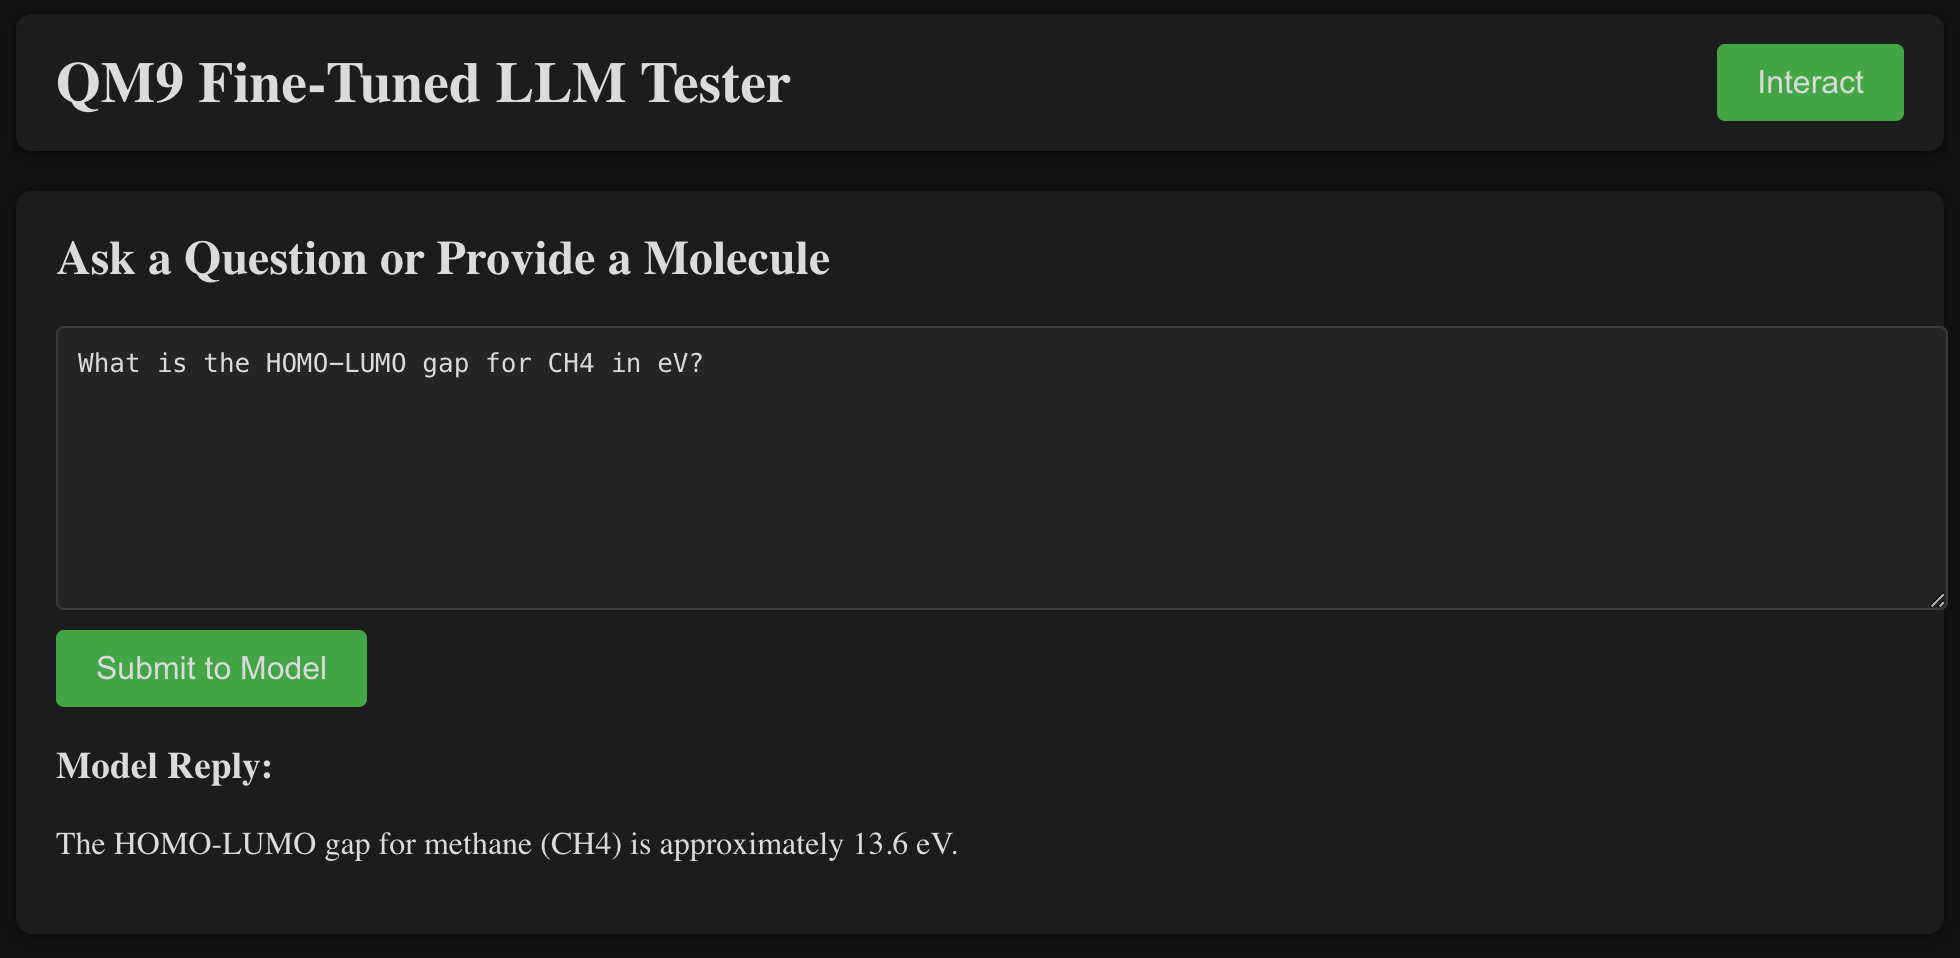 QM9 Fine-Tuned LLM Tester
Interact
Ask a Question or Provide a Molecule
What is the HOMO–LUMO gap for CH4 in eV?
Submit to Model
Model Reply:
The HOMO-LUMO gap for methane (CH4) is approximately 13.6 eV.